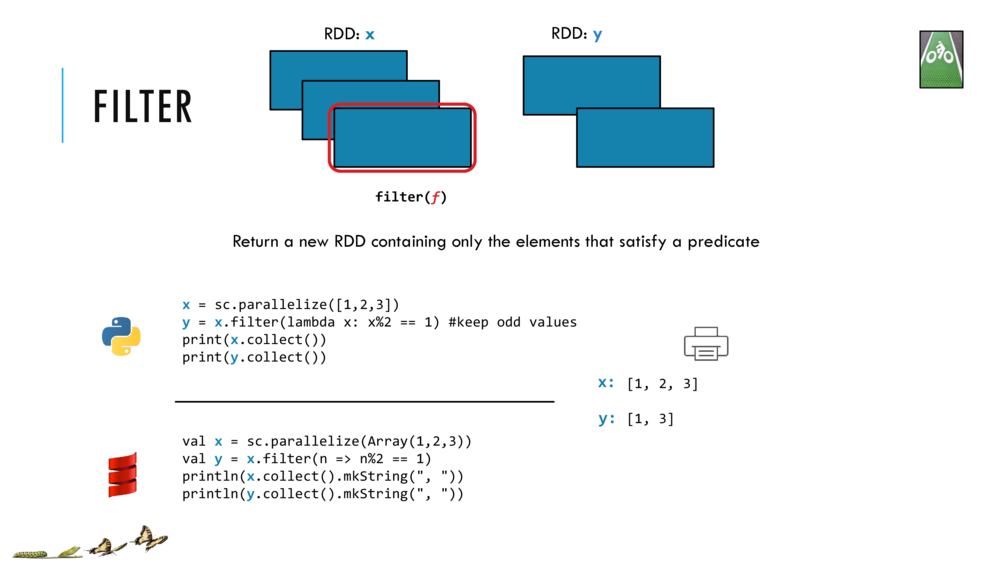 FILTER
RDD: x
RDD: y
filter(f)
Return a new RDD containing only the elements that satisfy a predicate
x = sc.parallelize([1,2,3])
y = x.filter(lambda x: x%2 == 1) #keep odd values
print(x.collect())
print(y.collect())
x: [1, 2, 3]
y: [1, 3]
val x = sc.parallelize(Array(1,2,3))
val y = x.filter(n => n%2 == 1)
println(x.collect().mkString(", "))
println(y.collect().mkString(", "))